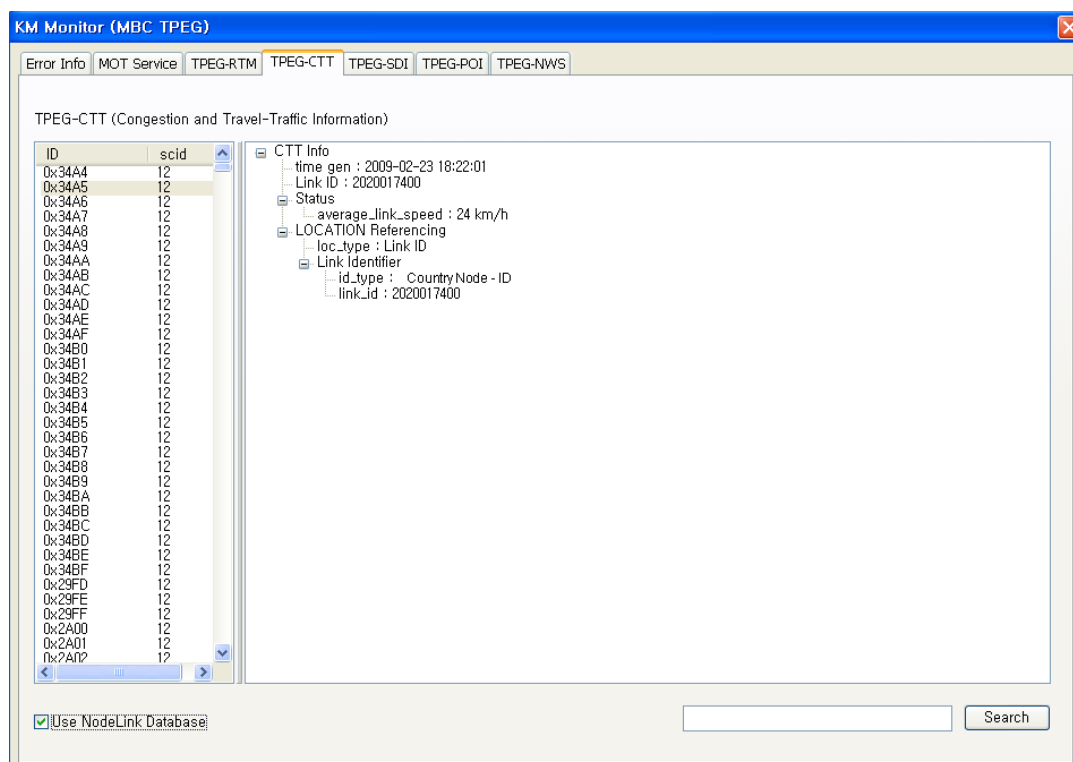 KM Monitor (MBC TPEG)
Error Info MOT Service TPEG-RTM TPEG-CTT TPEG-SDI TPEG-POI TPEG-NWS
TPEG-CTT (Congestion and Travel-Traffic Information)
ID scid
0x34A4 12
0x34A5 12
0x34A6 12
0x34A7 12
0x34A8 12
0x34A9 12
0x34AA 12
0x34AB 12
0x34AC 12
0x34AD 12
0x34AE 12
0x34AF 12
0x34B0 12
0x34B1 12
0x34B2 12
0x34B3 12
0x34B4 12
0x34B5 12
0x34B6 12
0x34B7 12
0x34B8 12
0x34B9 12
0x34BA 12
0x34BB 12
0x34BC 12
0x34BD 12
0x34BE 12
0x34BF 12
0x29FD 12
0x29FE 12
0x29FF 12
0x2A00 12
0x2A01 12
0x2A02 12
CTT Info
time gen : 2009-02-23 18:22:01
Link ID : 2020017400
Status
average_link_speed : 24 km/h
LOCATION Referencing
loc_type : Link ID
Link Identifier
id_type : Country Node - ID
link_id : 2020017400
Use NodeLink Database
Search